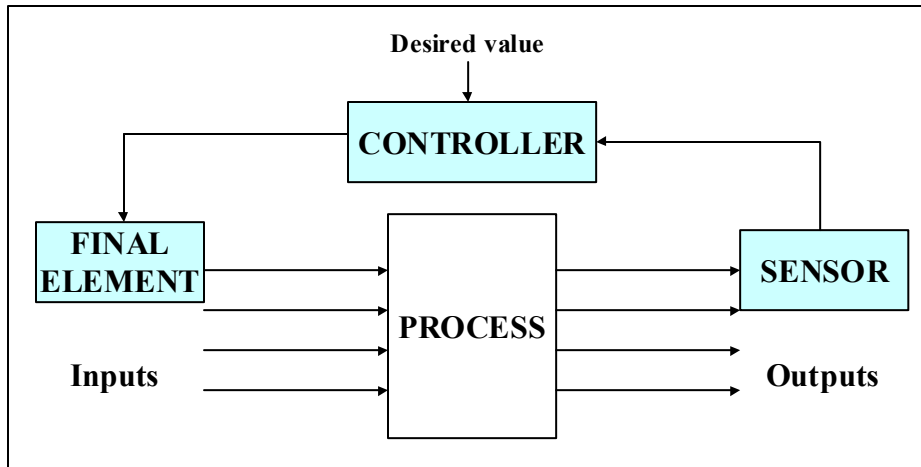 Desired value
CONTROLLER
FINAL
ELEMENT
SENSOR
PROCESS
Inputs
Outputs